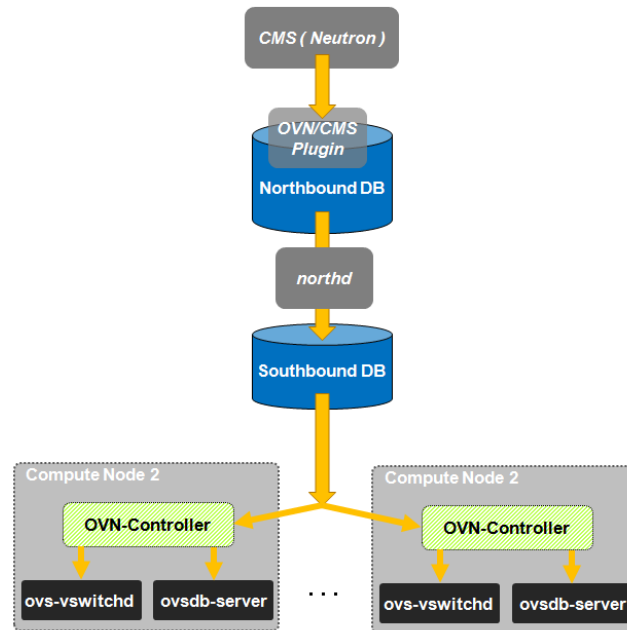 CMS ( Neutron )
OVN/CMS
Plugin
Northbound DB
northd
Southbound DB
Compute Node 2
OVN-Controller
ovs-vswitchd
ovsdb-server
. . .
Compute Node 2
OVN-Controller
ovs-vswitchd
ovsdb-server